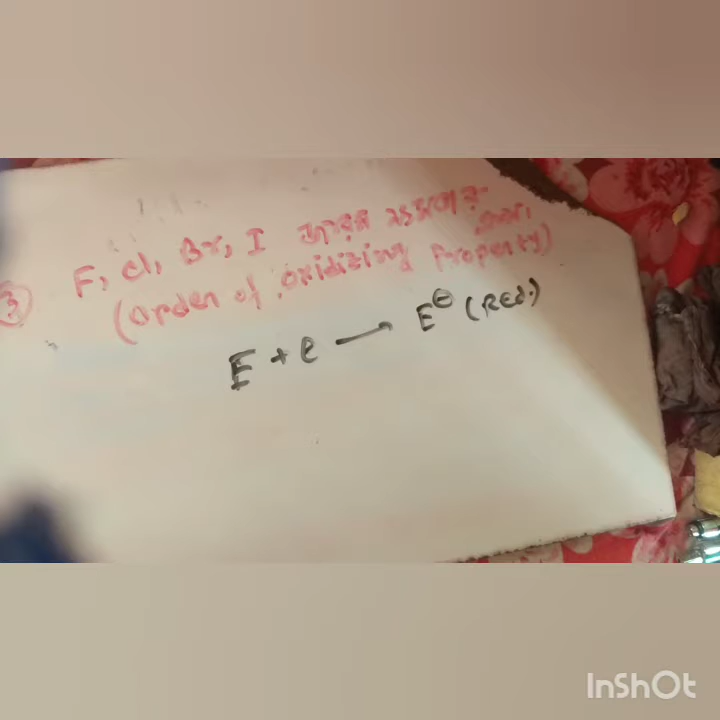 ③ F, Cl, Br, I
(Order of oxidizing Property)
E + e → E⊖ (Red.)
InShOt